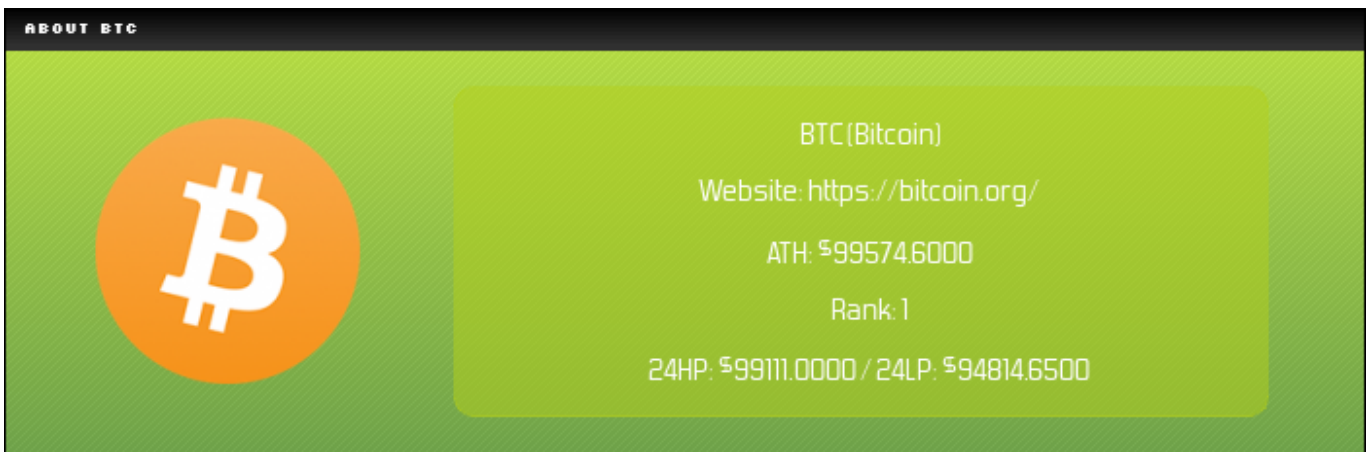 ABOUT BTC
BTC(Bitcoin)
Website: https://bitcoin.org/
ATH: $99574.6000
Rank: 1
24HP: $99111.0000 / 24LP: $94814.6500